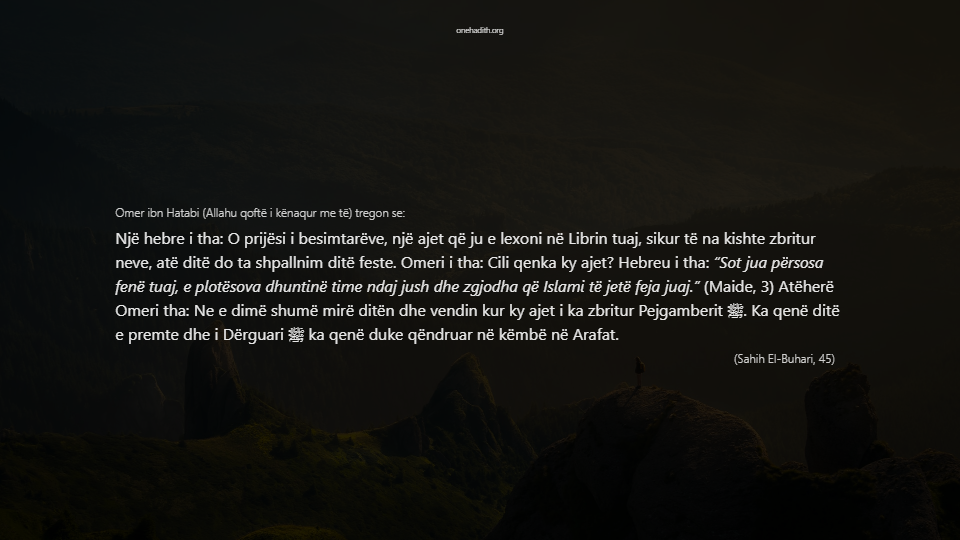 onehadith.org
Omer ibn Hatabi (Allahu qoftë i kënaqur me të) tregon se:
Një hebre i tha: O prijësi i besimtarëve, një ajet që ju e lexoni në Librin tuaj, sikur të na kishte zbritur
neve, atë ditë do ta shpallnim ditë feste. Omeri i tha: Cili qenka ky ajet? Hebreu i tha: “Sot jua përsosa
fenë tuaj, e plotësova dhuntinë time ndaj jush dhe zgjodha që Islami të jetë feja juaj.” (Maide, 3) Atëherë
Omeri tha: Ne e dimë shumë mirë ditën dhe vendin kur ky ajet i ka zbritur Pejgamberit ﷺ. Ka qenë ditë
e premte dhe i Dërguari ﷺ ka qenë duke qëndruar në këmbë në Arafat.
(Sahih El-Buhari, 45)